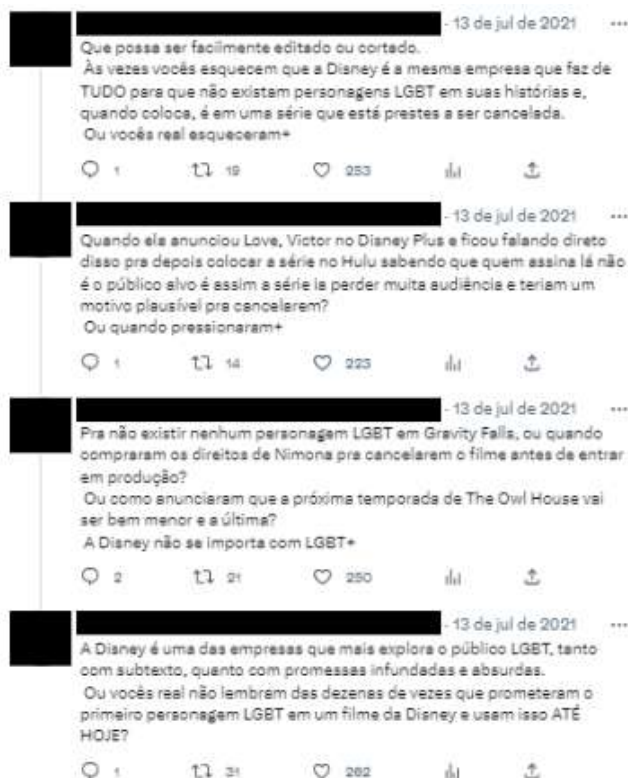 - 13 de jul de 2021 ...
Que possa ser facilmente editado ou cortado.
Às vezes vocês esquecem que a Disney é a mesma empresa que faz de
TUDO para que não existam personagens LGBT em suas histórias e,
quando coloca, é em uma série que está prestes a ser cancelada.
Ou vocês real esqueceram+
1 19 253
- 13 de jul de 2021 ...
Quando ela anunciou Love, Victor no Disney Plus e ficou falando direto
disso pra depois colocar a série no Hulu sabendo que quem assina lá não
é o público alvo é assim a série ia perder muita audiência e teriam um
motivo plausível pra cancelarem?
Ou quando pressionaram+
1 14 223
- 13 de jul de 2021 ...
Pra não existir nenhum personagem LGBT em Gravity Falls, ou quando
compraram os direitos de Nimona pra cancelarem o filme antes de entrar
em produção?
Ou como anunciaram que a próxima temporada de The Owl House vai
ser bem menor e a última?
A Disney não se importa com LGBT+
2 21 250
- 13 de jul de 2021 ...
A Disney é uma das empresas que mais explora o público LGBT, tanto
com subtexto, quanto com promessas infundadas e absurdas.
Ou vocês real não lembram das dezenas de vezes que prometeram o
primeiro personagem LGBT em um filme da Disney e usam isso ATÉ
HOJE?
1 31 262